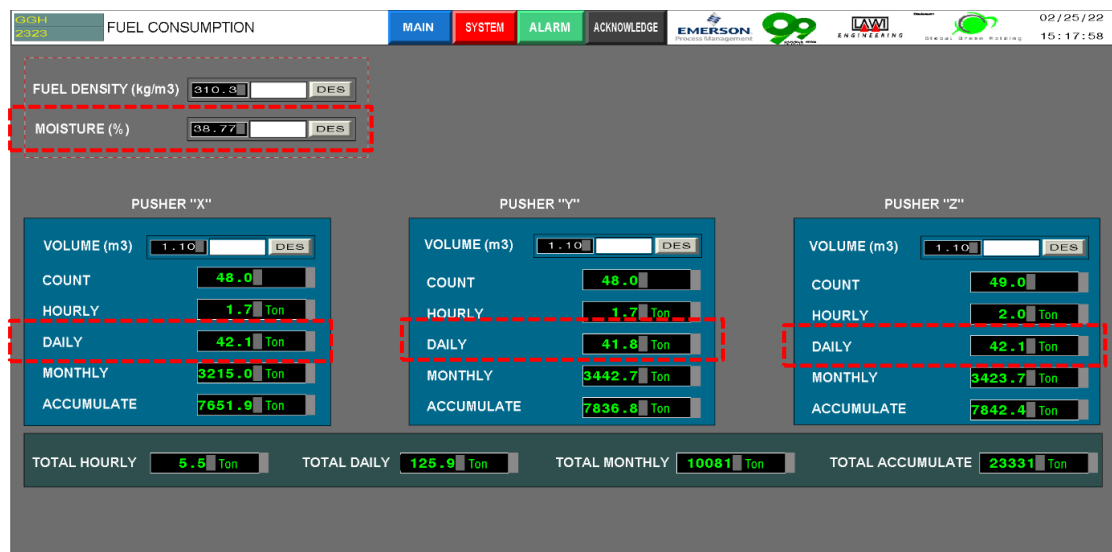 GGH
2323
FUEL CONSUMPTION
MAIN
SYSTEM
ALARM
ACKNOWLEDGE
EMERSON
Process Management
99
LAWI
ENGINEERING
Global Green Holding
02/25/22
15:17:58
FUEL DENSITY (kg/m3) 310.3 DES
MOISTURE (%) 38.77 DES
PUSHER "X"
VOLUME (m3) 1.10 DES
COUNT 48.0
HOURLY 1.7 Ton
DAILY 42.1 Ton
MONTHLY 3215.0 Ton
ACCUMULATE 7651.9 Ton
PUSHER "Y"
VOLUME (m3) 1.10 DES
COUNT 48.0
HOURLY 1.7 Ton
DAILY 41.8 Ton
MONTHLY 3442.7 Ton
ACCUMULATE 7836.8 Ton
PUSHER "Z"
VOLUME (m3) 1.10 DES
COUNT 49.0
HOURLY 2.0 Ton
DAILY 42.1 Ton
MONTHLY 3423.7 Ton
ACCUMULATE 7842.4 Ton
TOTAL HOURLY 5.5 Ton TOTAL DAILY 125.9 Ton TOTAL MONTHLY 10081 Ton TOTAL ACCUMULATE 23331 Ton